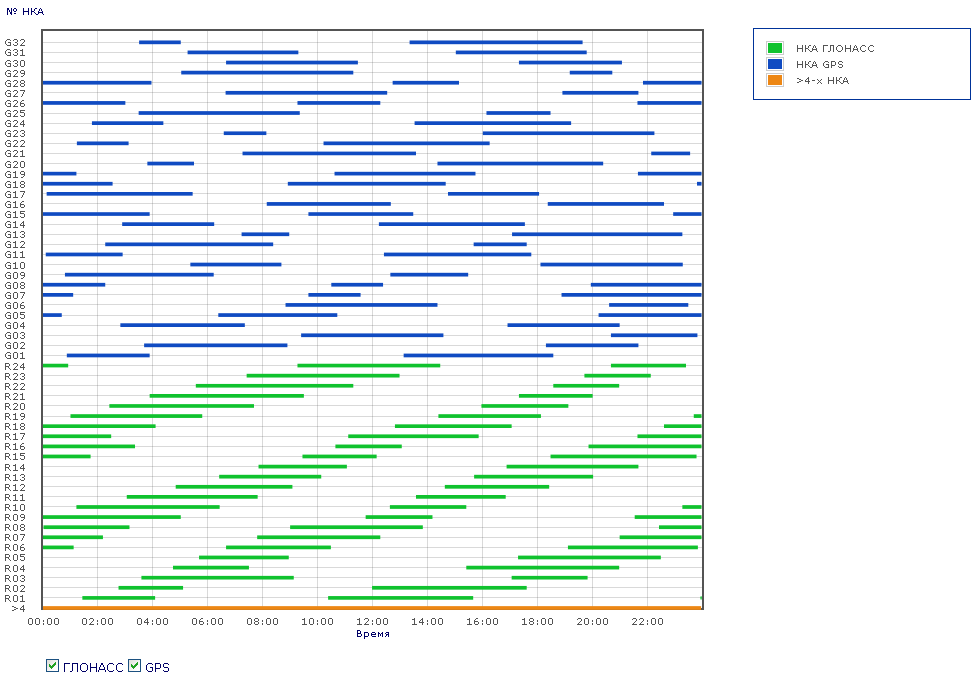 № НКА
G32
G31
G30
G29
G28
G27
G26
G25
G24
G23
G22
G21
G20
G19
G18
G17
G16
G15
G14
G13
G12
G11
G10
G09
G08
G07
G06
G05
G04
G03
G02
G01
R24
R23
R22
R21
R20
R19
R18
R17
R16
R15
R14
R13
R12
R11
R10
R09
R08
R07
R06
R05
R04
R03
R02
R01
>4
00:00 02:00 04:00 06:00 08:00 10:00 12:00 14:00 16:00 18:00 20:00 22:00
Время
НКА ГЛОНАСС
НКА GPS
>4-х НКА
ГЛОНАСС GPS